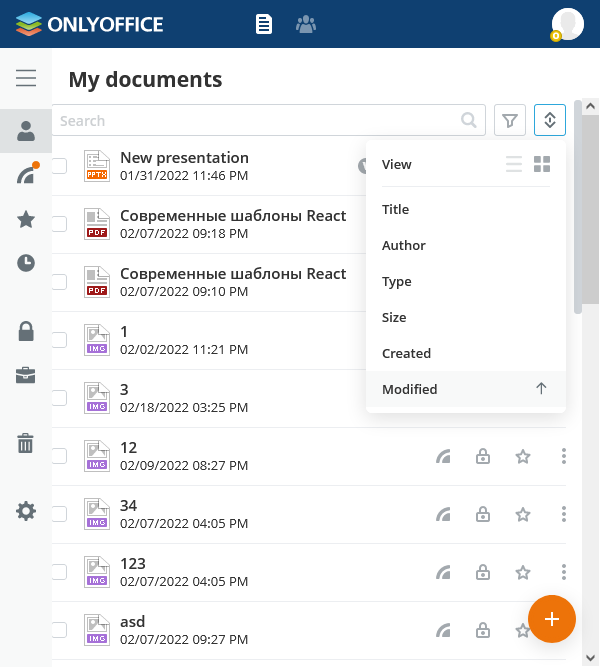 ONLYOFFICE
My documents
Search
New presentation
01/31/2022 11:46 PM
PPTX
Современные шаблоны React
02/07/2022 09:18 PM
PDF
Современные шаблоны React
02/07/2022 09:10 PM
PDF
1
02/02/2022 11:21 PM
IMG
3
02/18/2022 03:25 PM
IMG
12
02/09/2022 08:27 PM
IMG
34
02/07/2022 04:05 PM
IMG
123
02/07/2022 04:05 PM
IMG
asd
02/07/2022 09:27 PM
IMG
View
Title
Author
Type
Size
Created
Modified